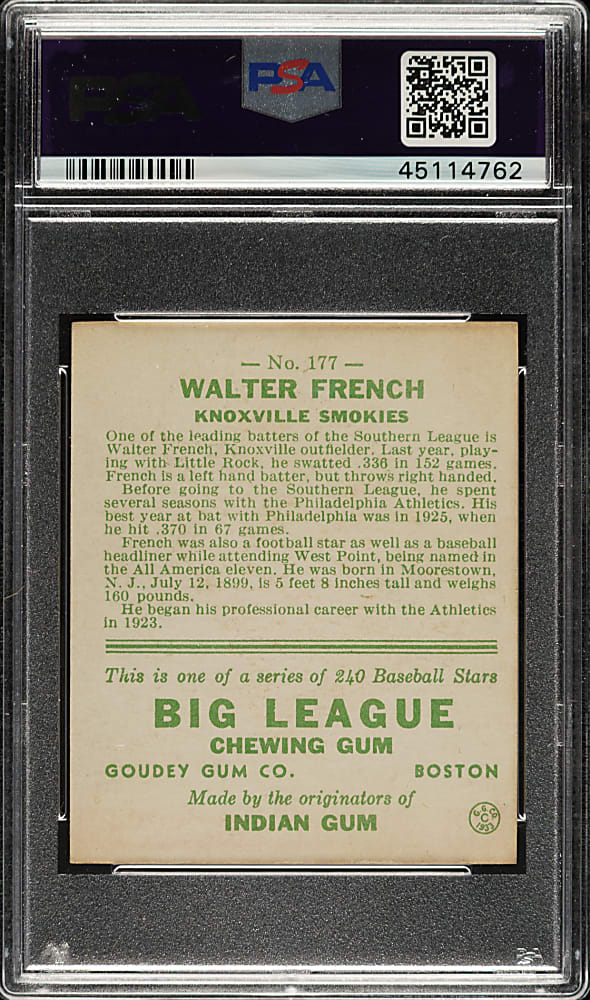 PSA
PSA
45114762
— No. 177 —
WALTER FRENCH
KNOXVILLE SMOKIES
One of the leading batters of the Southern League is
Walter French, Knoxville outfielder. Last year, play-
ing with Little Rock, he swatted .336 in 152 games.
French is a left hand batter, but throws right handed.
Before going to the Southern League, he spent
several seasons with the Philadelphia Athletics. His
best year at bat with Philadelphia was in 1925, when
he hit .370 in 67 games.
French was also a football star as well as a baseball
headliner while attending West Point, being named in
the All America eleven. He was born in Moorestown,
N. J., July 12, 1899, is 5 feet 8 inches tall and weighs
160 pounds.
He began his professional career with the Athletics
in 1923.
This is one of a series of 240 Baseball Stars
BIG LEAGUE
CHEWING GUM
GOUDEY GUM CO. BOSTON
Made by the originators of
INDIAN GUM
G. G. CO.
C
1933
PSA